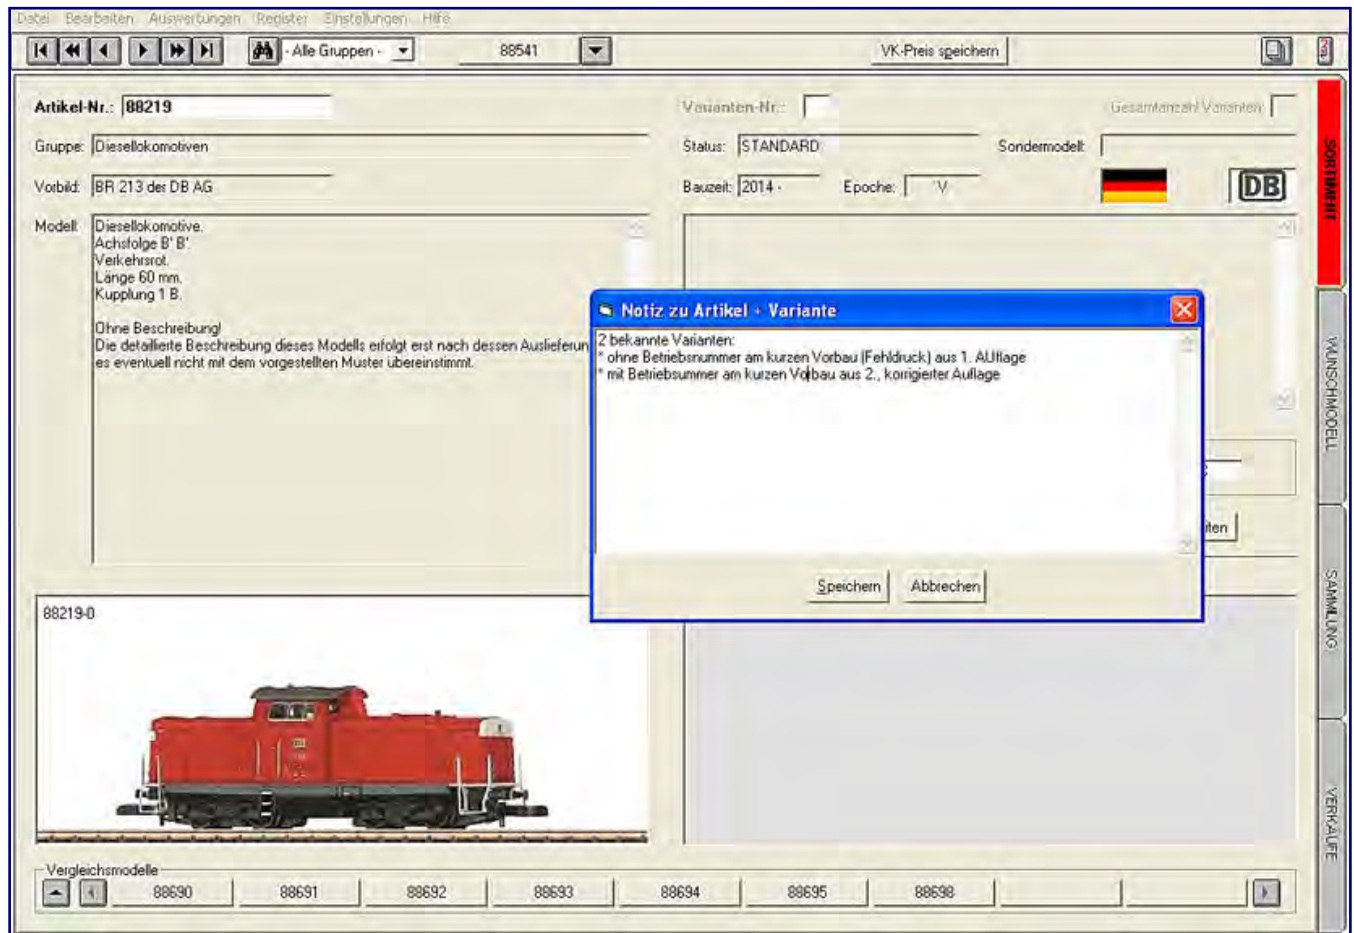 Datei Bearbeiten Auswertungen Register Einstellungen Hilfe
- Alle Gruppen - 88541 VK-Preis speichern
Artikel-Nr.: 88219 Varianten-Nr.: Gesamtanzahl Varianten:
Gruppe: Diesellokomotiven Status: STANDARD Sondermodell:
Vorbild: BR 213 der DB AG Bauzeit: 2014 - Epoche: V DB
Modell: Diesellokomotive.
Achsfolge B' B'.
Verkehrsrot.
Länge 60 mm.
Kupplung 1 B.
Ohne Beschreibung!
Die detaillierte Beschreibung dieses Modells erfolgt erst nach dessen Auslieferun
es eventuell nicht mit dem vorgestellten Muster übereinstimmt.
Notiz zu Artikel + Variante
2 bekannte Varianten:
* ohne Betriebsnummer am kurzen Vorbau (Fehldruck) aus 1. AUflage
* mit Betriebsummer am kurzen Vorbau aus 2., korrigierter Auflage
Speichern Abbrechen
iten
88219-0
Vergleichsmodelle
88690 88691 88692 88693 88694 88695 88698
SORTIMENT
WUNSCHMODELL
SAMMLUNG
VERKÄUFE